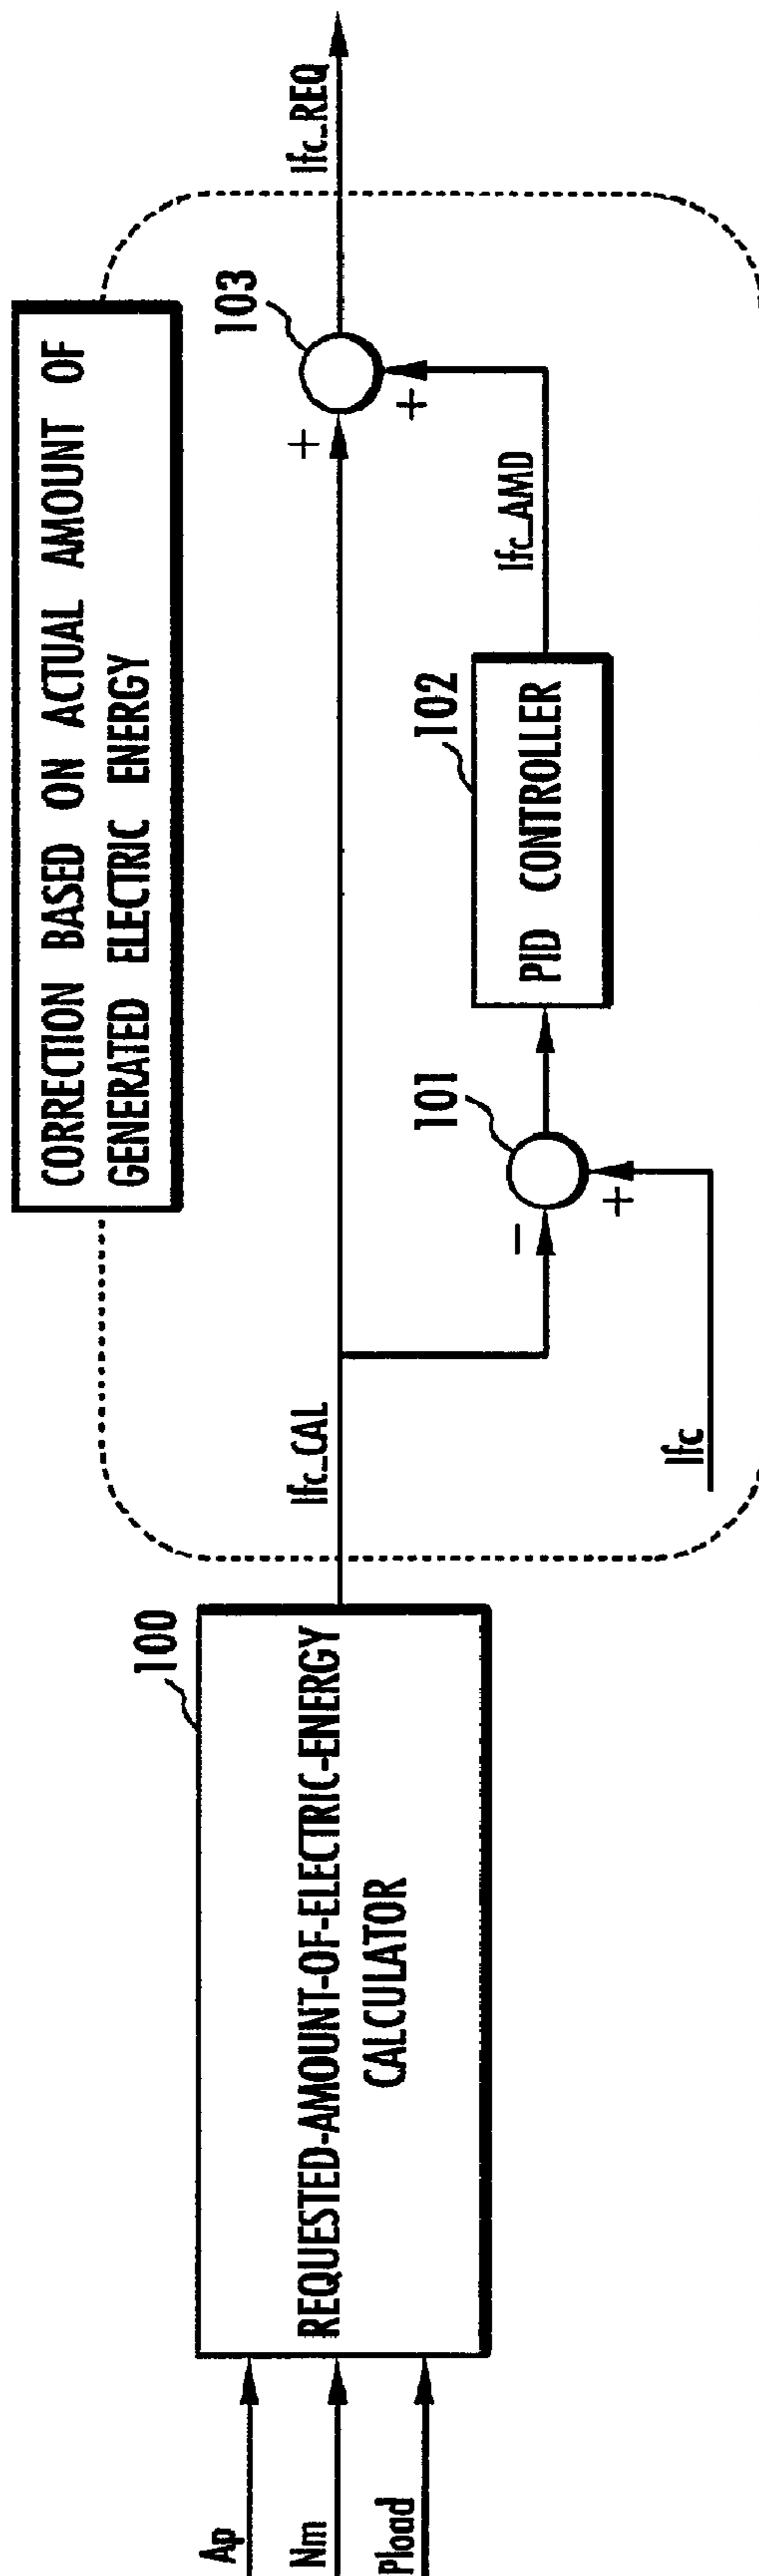 CORRECTION BASED ON ACTUAL AMOUNT OF
GENERATED ELECTRIC ENERGY
Ap
Nm
Pload
100
REQUESTED-AMOUNT-OF-ELECTRIC-ENERGY
CALCULATOR
Ifc_CAL
Ifc
-
+
101
102
PID CONTROLLER
Ifc_AMD
+
+
103
Ifc_REQ